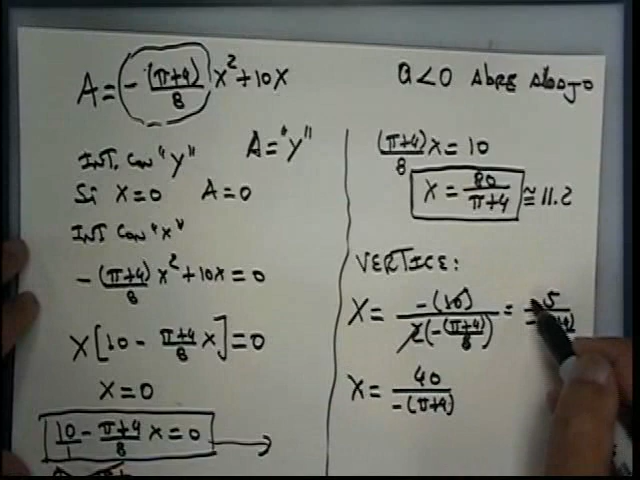 A = -(π+4)/8 x² + 10x
INT. CON "Y" A = "Y"
Si X=0 A=0
INT CON "X"
-(π+4)/8 x² + 10x = 0
X[10 - π+4/8 x] = 0
X=0
10/1 - π+4/8 x = 0 →
a<0 Abre Abajo
(π+4)/8 x = 10
X = 80/π+4 ≅ 11.2
VERTICE:
X = -(10)/2(-(π+4)/8) = 5
X = 40/-(π+4)